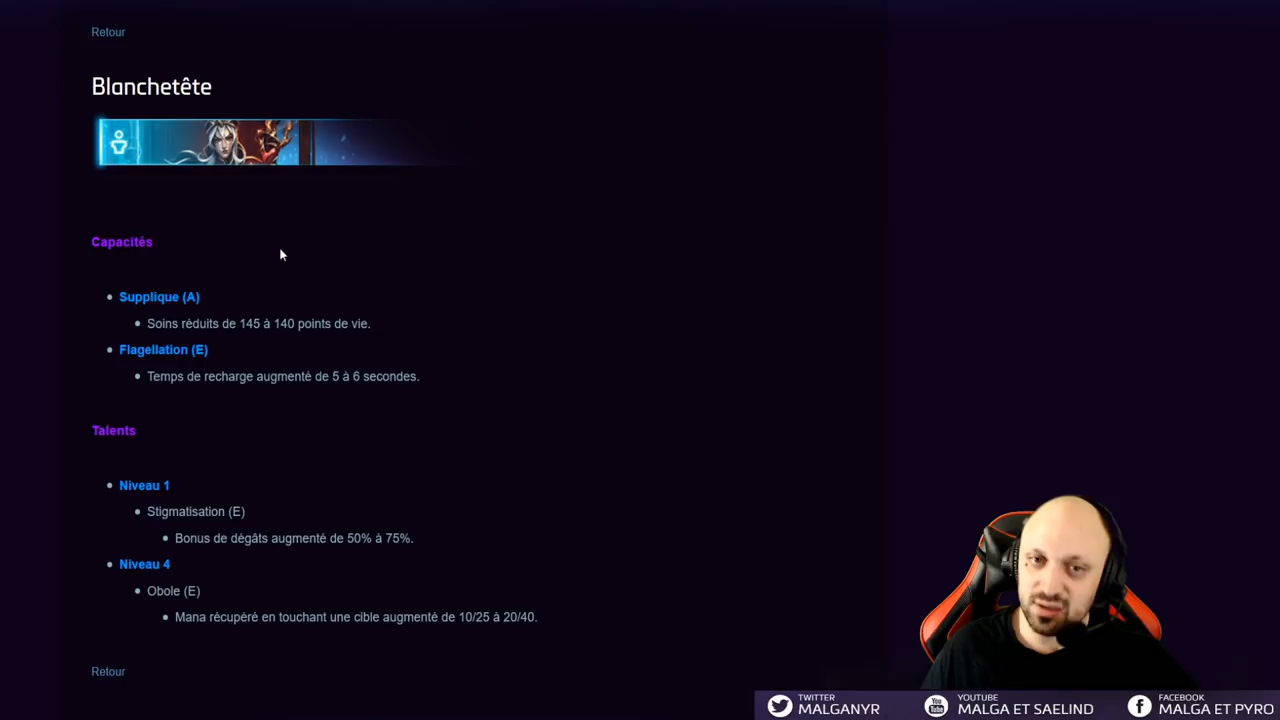 Retour
Blanchetête
Capacités
Supplique (A)
Soins réduits de 145 à 140 points de vie.
Flagellation (E)
Temps de recharge augmenté de 5 à 6 secondes.
Talents
Niveau 1
Stigmatisation (E)
Bonus de dégâts augmenté de 50% à 75%.
Niveau 4
Obole (E)
Mana récupéré en touchant une cible augmenté de 10/25 à 20/40.
Retour
TWITTER
MALGANYR
YOUTUBE
MALGA ET SAELIND
FACEBOOK
MALGA ET PYRO